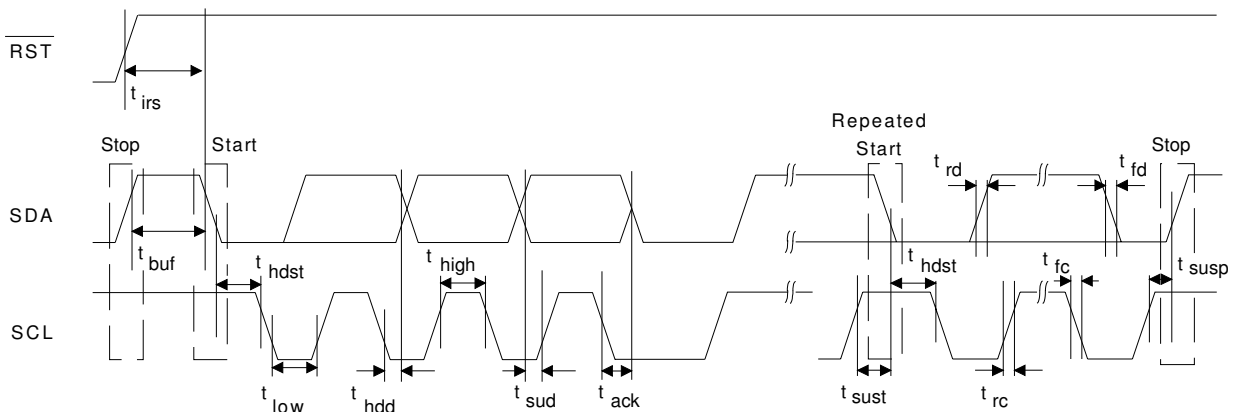 RST
t irs
Repeated
Stop Start Start Stop
t rd t fd
SDA
t buf t hdst t high t hdst t fc t susp
SCL
t low t hdd t sud t ack t sust t rc